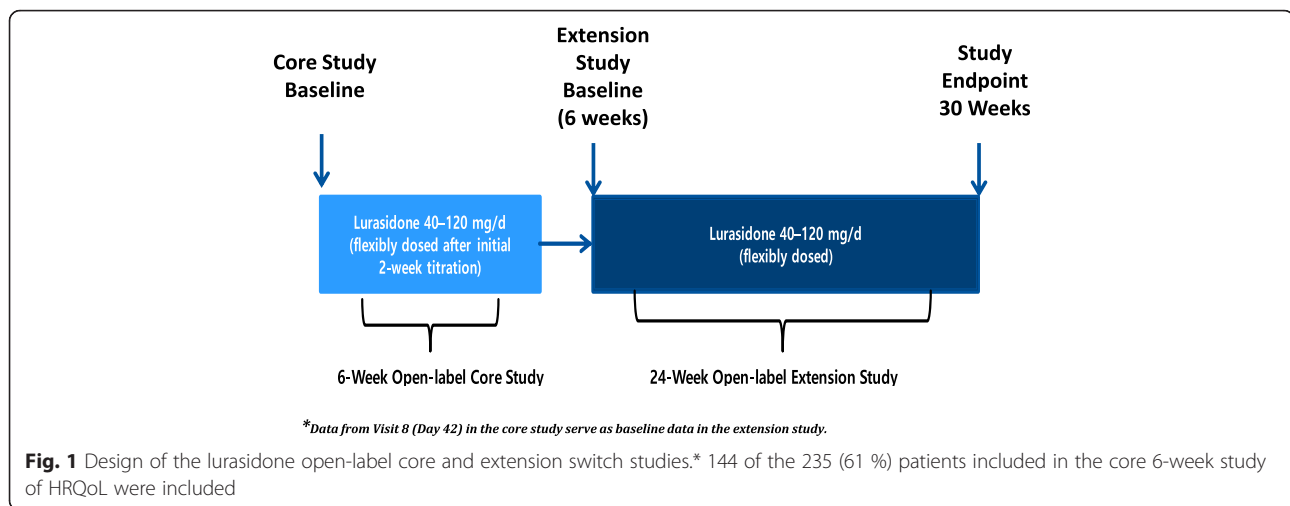 Core Study
Baseline
Extension
Study
Baseline
(6 weeks)
Study
Endpoint
30 Weeks
Lurasidone 40–120 mg/d
(flexibly dosed after initial
2-week titration)
Lurasidone 40–120 mg/d
(flexibly dosed)
6-Week Open-label Core Study
24-Week Open-label Extension Study
*Data from Visit 8 (Day 42) in the core study serve as baseline data in the extension study.
Fig. 1 Design of the lurasidone open-label core and extension switch studies.* 144 of the 235 (61 %) patients included in the core 6-week study
of HRQoL were included